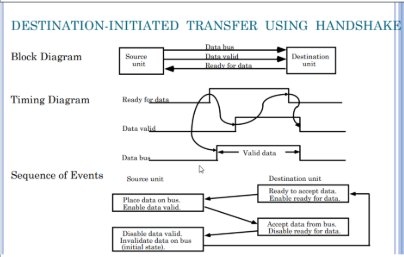 DESTINATION-INITIATED TRANSFER USING HANDSHAKE
Block Diagram
Source
unit
Data bus
Data valid
Ready for data
Destination
unit
Timing Diagram
Ready for data
Data valid
Data bus
Valid data
Sequence of Events
Source unit
Destination unit
Place data on bus.
Enable data valid.
Ready to accept data.
Enable ready for data.
Accept data from bus.
Disable ready for data.
Disable data valid.
Invalidate data on bus
(initial state).